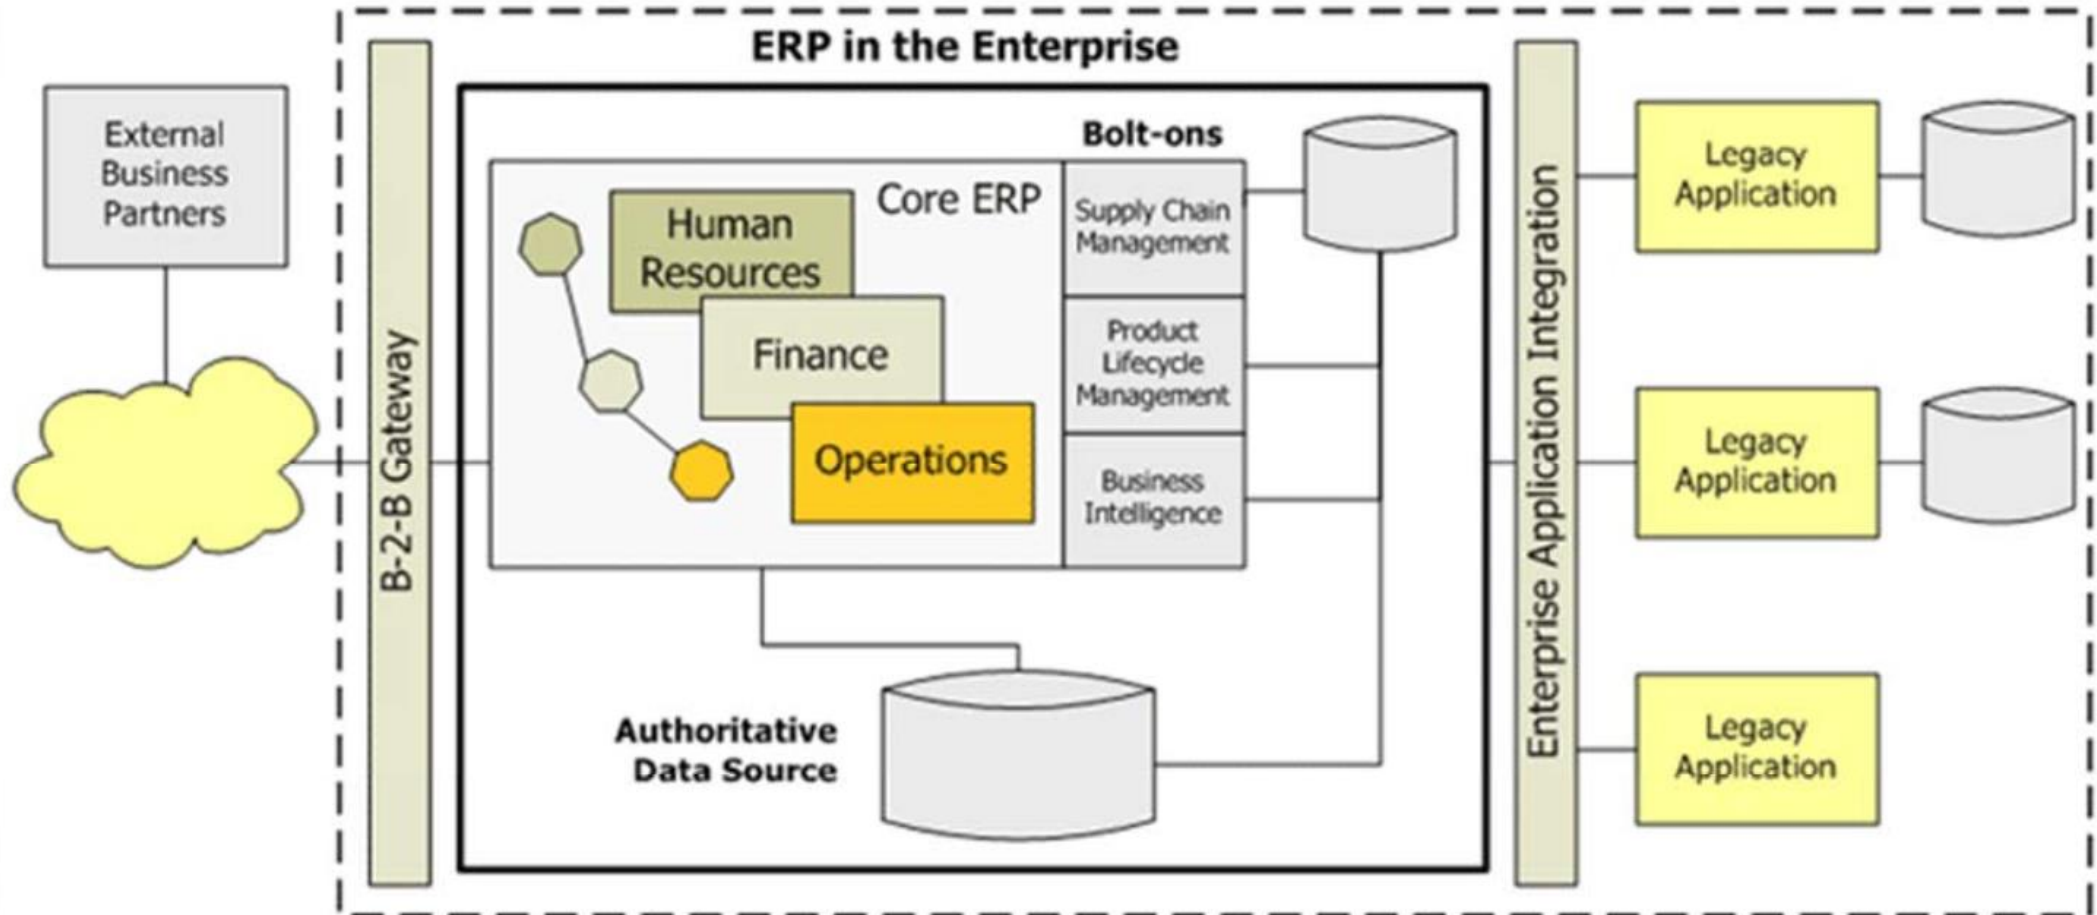 ERP in the Enterprise
External
Business
Partners
B-2-B Gateway
Core ERP
Human
Resources
Finance
Operations
Bolt-ons
Supply Chain
Management
Product
Lifecycle
Management
Business
Intelligence
Authoritative
Data Source
Enterprise Application Integration
Legacy
Application
Legacy
Application
Legacy
Application